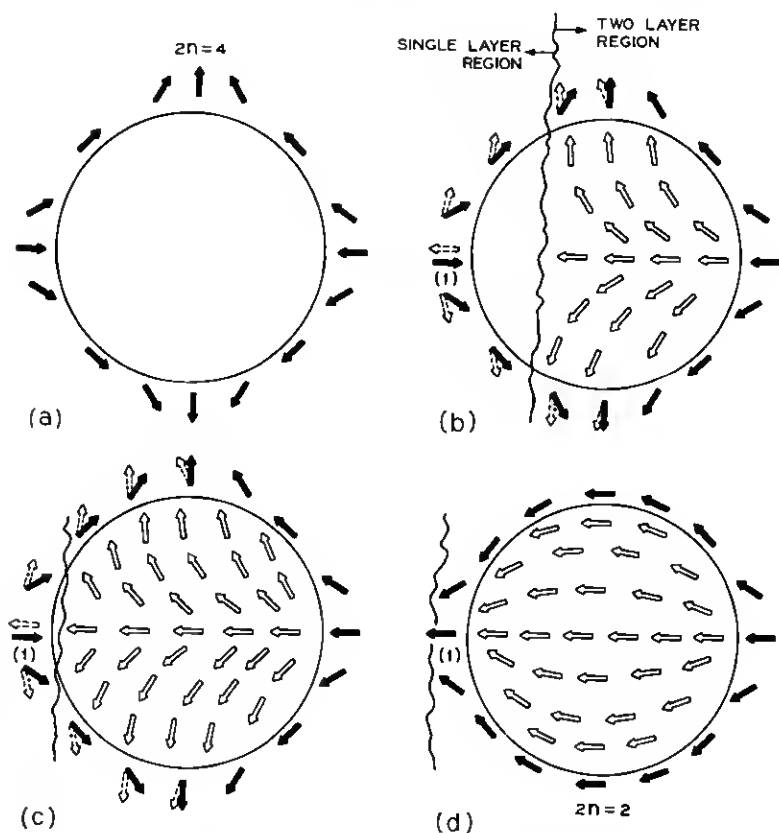 2n=4
(a)
SINGLE LAYER
REGION
TWO LAYER
REGION
(1)
(b)
(1)
(c)
(1)
2n=2
(d)